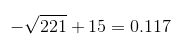 −√221 + 15 = 0.117